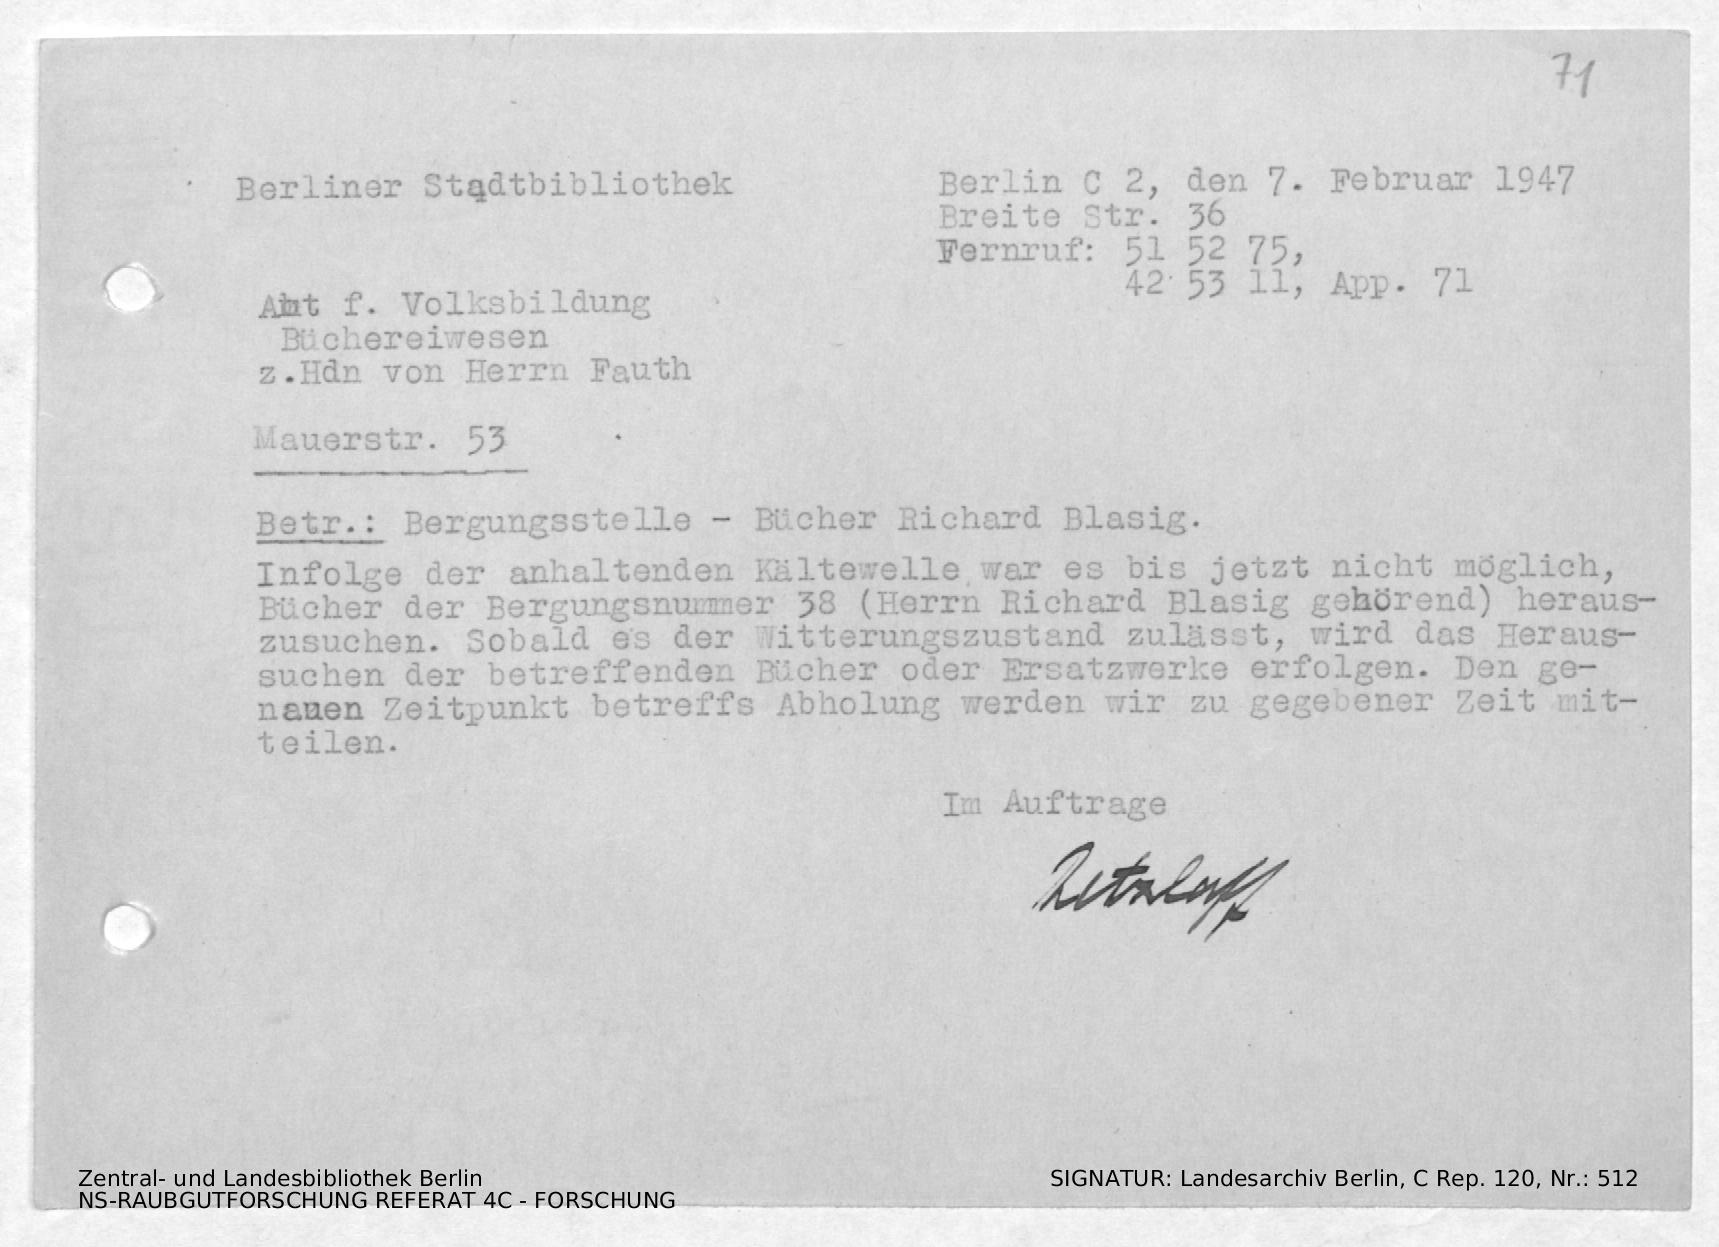 71
Berliner Stadtbibliothek
Berlin C 2, den 7. Februar 1947
Breite Str. 36
Fernruf: 51 52 75,
42 53 11, App. 71
Amt f. Volksbildung
Büchereiwesen
z.Hdn von Herrn Fauth
Mauerstr. 53
Betr.: Bergungsstelle - Bücher Richard Blasig.
Infolge der anhaltenden Kältewelle war es bis jetzt nicht möglich,
Bücher der Bergungsnummer 38 (Herrn Richard Blasig gehörend) heraus-
zusuchen. Sobald es der Witterungszustand zulässt, wird das Heraus-
suchen der betreffenden Bücher oder Ersatzwerke erfolgen. Den ge-
nauen Zeitpunkt betreffs Abholung werden wir zu gegebener Zeit mit-
teilen.
Im Auftrage
Zentral- und Landesbibliothek Berlin
NS-RAUBGUTFORSCHUNG REFERAT 4C - FORSCHUNG
SIGNATUR: Landesarchiv Berlin, C Rep. 120, Nr.: 512